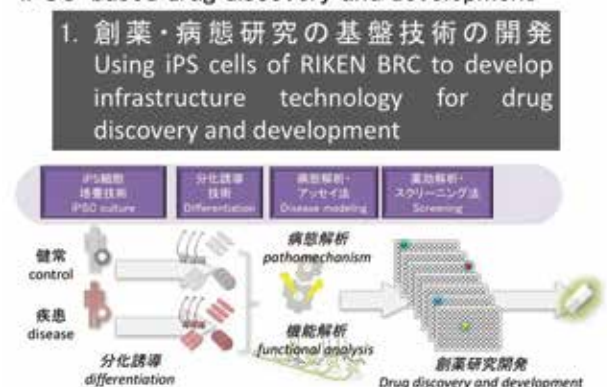 1. 創薬・病態研究の基盤技術の開発
Using iPS cells of RIKEN BRC to develop
infrastructure technology for drug
discovery and development
iPS細胞
培養技術
iPSC culture
分化誘導
技術
Differentiation
病態解析・
アッセイ法
Disease modeling
薬効解析・
スクリーニング法
Screening
健常
control
疾患
disease
分化誘導
differentiation
病態解析
pathomechanism
機能解析
functional analysis
創薬研究開発
Drug discovery and development